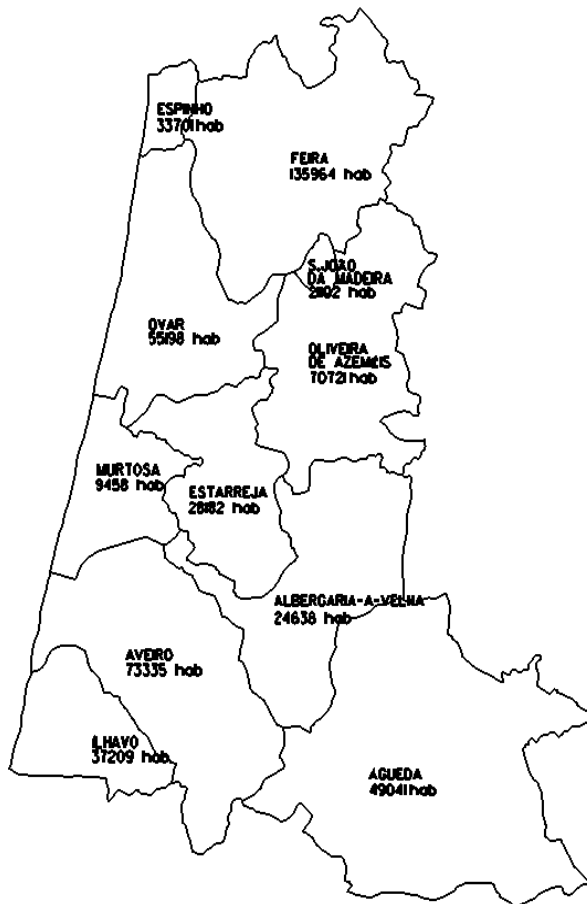 ESPINHO
33701 hab
FEIRA
135964 hab
S.JOÃO
DA MADEIRA
21102 hab
OVAR
55198 hab
OLIVEIRA
DE AZEMEIS
70721 hab
MURTOSA
9458 hab
ESTARREJA
28182 hab
ALBERGARIA-A-VELHA
24638 hab
AVEIRO
73335 hab
ILHAVO
37209 hab
AGUEDA
49041 hab